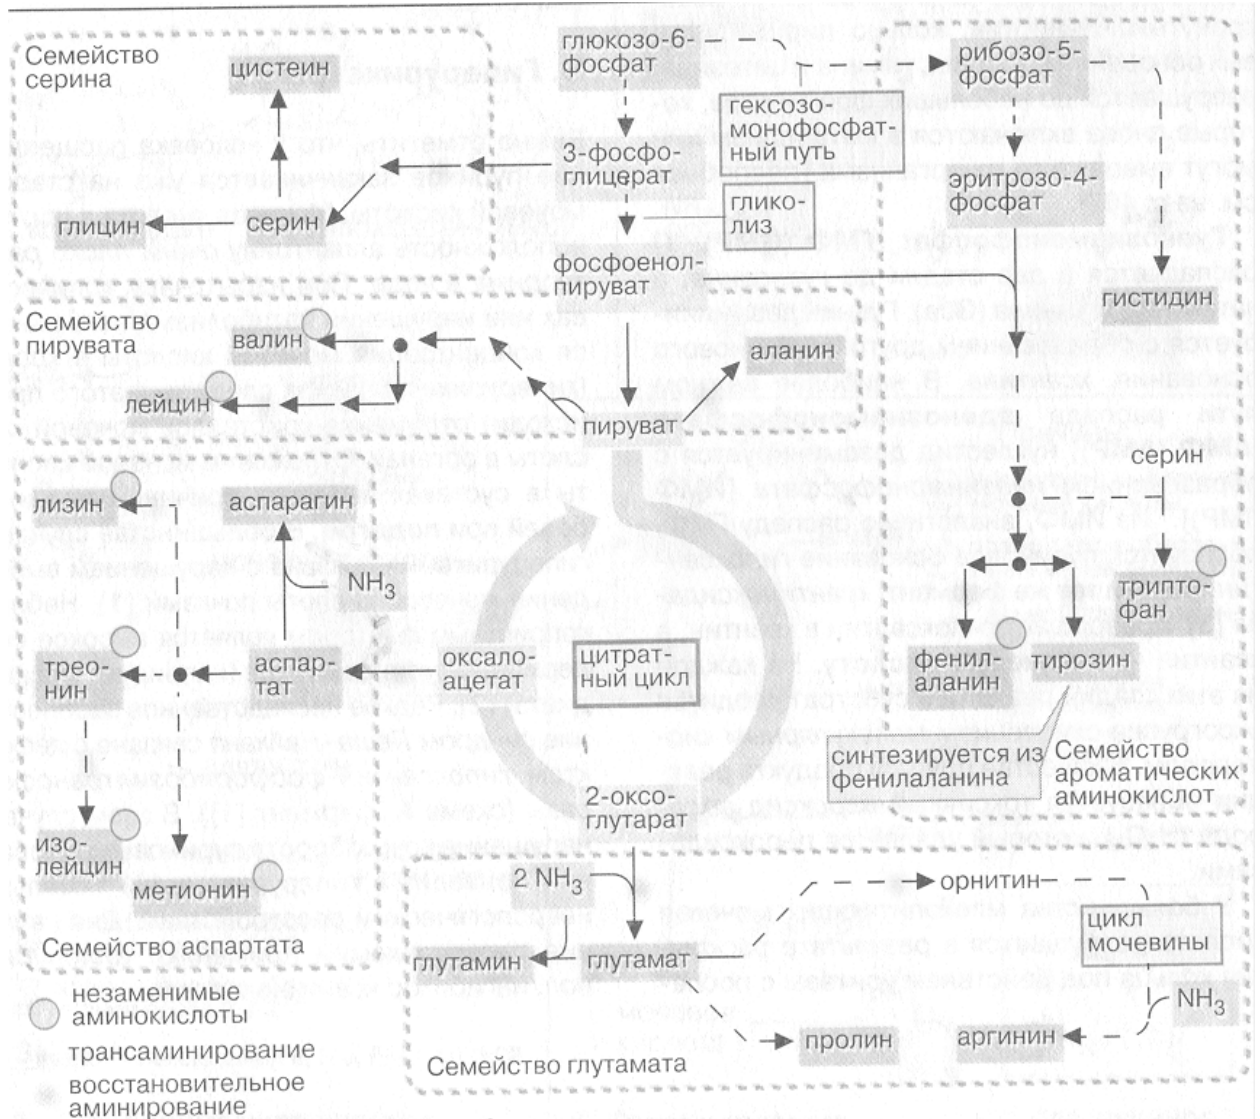 Семейство
серина
цистеин
глицин
серин
глюкозо-6-
фосфат
3-фосфо-
глицерат
гексозо-
монофосфат-
ный путь
глико-
лиз
фосфоенол-
пируват
рибозо-5-
фосфат
эритрозо-4-
фосфат
гистидин
Семейство
пирувата
валин
лейцин
аланин
пируват
серин
лизин
аспарагин
NH3
трео-
нин
аспар-
тат
оксало-
ацетат
цитрат-
ный цикл
трипто-
фан
фенил-
аланин
тирозин
синтезируется из
фенилаланина
Семейство
ароматических
аминокислот
изо-
лейцин
метионин
Семейство аспартата
2-оксо-
глутарат
2 NH3
глутамин
глутамат
орнитин
цикл
мочевины
NH3
пролин
аргинин
Семейство глутамата
незаменимые
аминокислоты
трансаминирование
восстановительное
аминирование